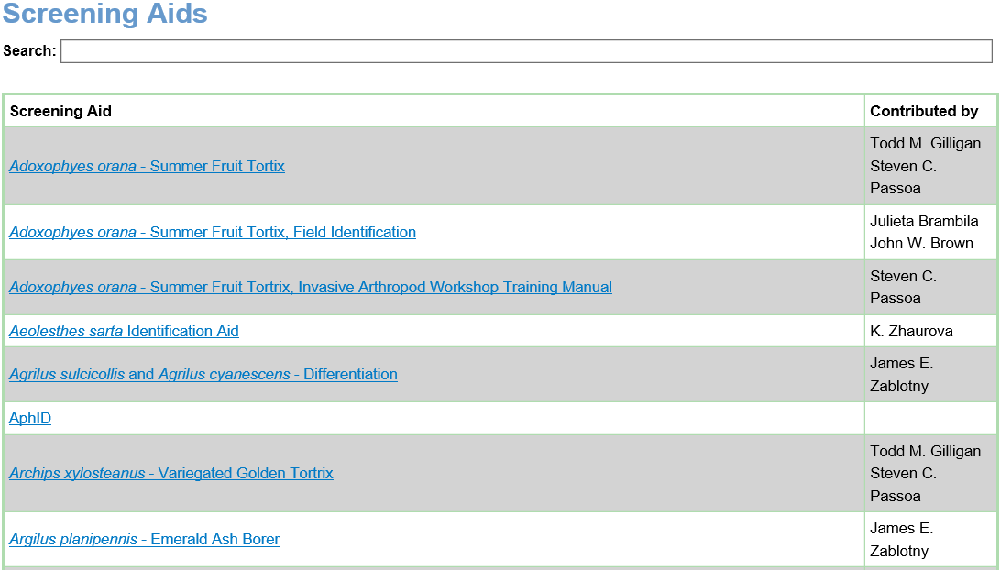 Screening Aids
Search:
Screening Aid Contributed by
Adoxophyes orana - Summer Fruit Tortix
Todd M. Gilligan
Steven C.
Passoa
Adoxophyes orana - Summer Fruit Tortix, Field Identification
Julieta Brambila
John W. Brown
Adoxophyes orana - Summer Fruit Tortrix, Invasive Arthropod Workshop Training Manual
Steven C.
Passoa
Aeolesthes sarta Identification Aid
K. Zhaurova
Agrilus sulcicollis and Agrilus cyanescens - Differentiation
James E.
Zablotny
AphID
Archips xylosteanus - Variegated Golden Tortrix
Todd M. Gilligan
Steven C.
Passoa
Argilus planipennis - Emerald Ash Borer
James E.
Zablotny